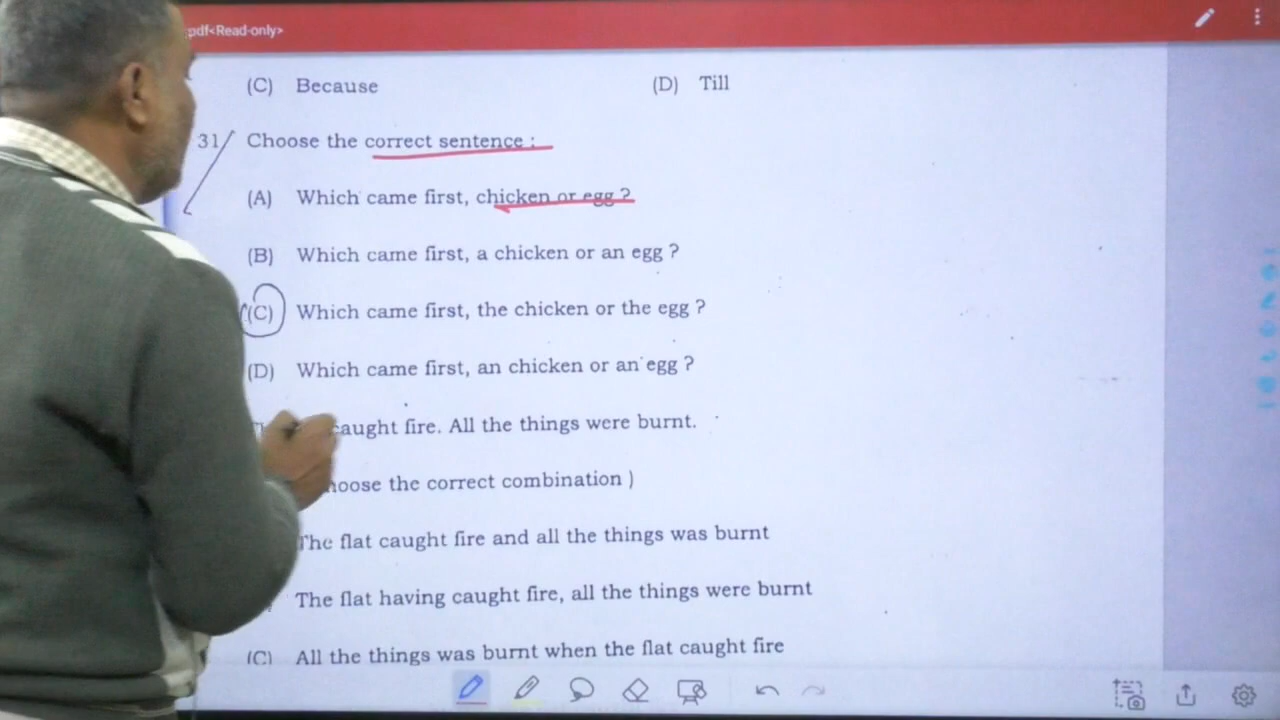 .pdf<Read-only>
(C) Because (D) Till
31 Choose the correct sentence :
(A) Which came first, chicken or egg ?
(B) Which came first, a chicken or an egg ?
(C) Which came first, the chicken or the egg ?
(D) Which came first, an chicken or an egg ?
caught fire. All the things were burnt.
the correct combination )
The flat caught fire and all the things was burnt
The flat having caught fire, all the things were burnt
(C) All the things was burnt when the flat caught fire